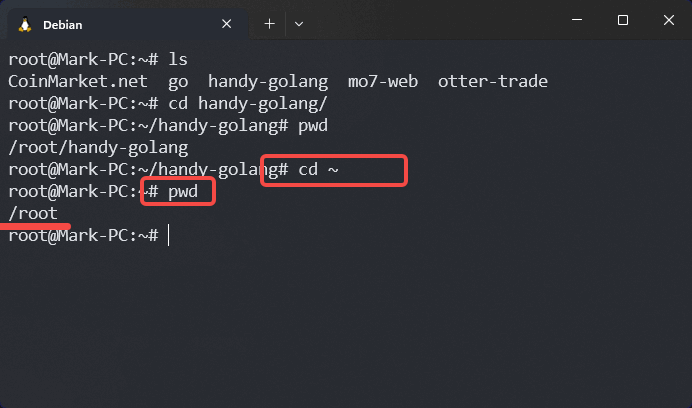 Debian
root@Mark-PC:~# ls
CoinMarket.net  go  handy-golang  mo7-web  otter-trade
root@Mark-PC:~# cd handy-golang/
root@Mark-PC:~/handy-golang# pwd
/root/handy-golang
root@Mark-PC:~/handy-golang# cd ~
root@Mark-PC:~# pwd
/root
root@Mark-PC:~#